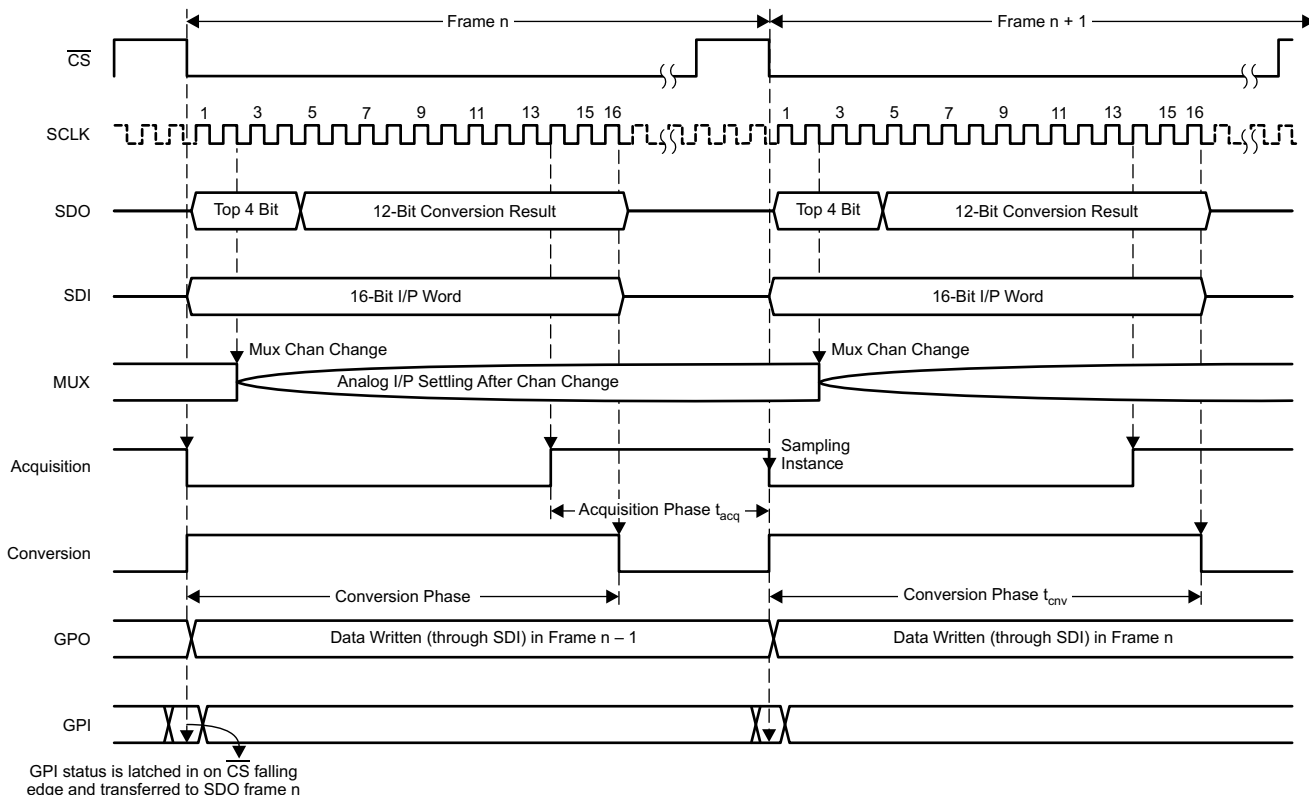 Frame n
Frame n + 1
CS
SCLK
1 3 5 7 9 11 13 15 16
1 3 5 7 9 11 13 15 16
SDO
Top 4 Bit
12-Bit Conversion Result
Top 4 Bit
12-Bit Conversion Result
SDI
16-Bit I/P Word
16-Bit I/P Word
Mux Chan Change
Mux Chan Change
MUX
Analog I/P Settling After Chan Change
Acquisition
Sampling
Instance
Acquisition Phase tacq
Conversion
Conversion Phase
Conversion Phase tcnv
GPO
Data Written (through SDI) in Frame n – 1
Data Written (through SDI) in Frame n
GPI
GPI status is latched in on CS falling
edge and transferred to SDO frame n